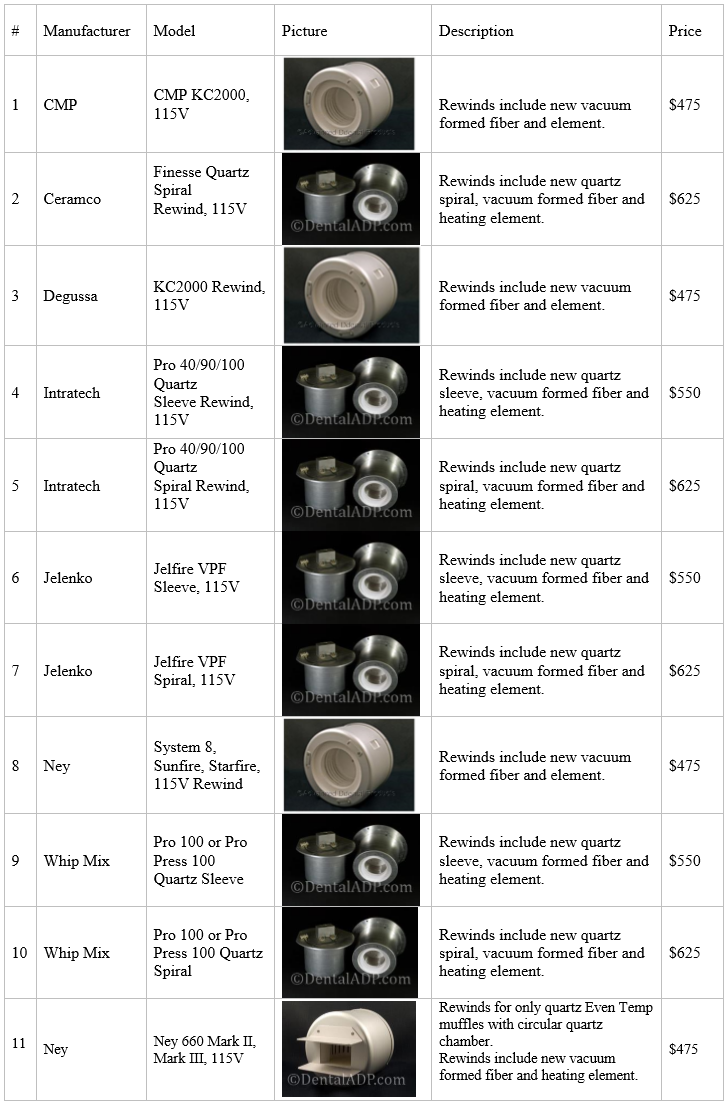 # Manufacturer Model Picture Description Price
1 CMP
CMP KC2000,
115V
Rewinds include new vacuum
formed fiber and element.
$475
2 Ceramco
Finesse Quartz
Spiral
Rewind, 115V
©DentalADP.com
Rewinds include new quartz
spiral, vacuum formed fiber and
heating element.
$625
3 Degussa
KC2000 Rewind,
115V
Rewinds include new vacuum
formed fiber and element.
$475
4 Intratech
Pro 40/90/100
Quartz
Sleeve Rewind,
115V
©DentalADP.com
Rewinds include new quartz
sleeve, vacuum formed fiber and
heating element.
$550
5 Intratech
Pro 40/90/100
Quartz
Spiral Rewind,
115V
©DentalADP.com
Rewinds include new quartz
spiral, vacuum formed fiber and
heating element.
$625
6 Jelenko
Jelfire VPF
Sleeve, 115V
©DentalADP.com
Rewinds include new quartz
sleeve, vacuum formed fiber and
heating element.
$550
7 Jelenko
Jelfire VPF
Spiral, 115V
©DentalADP.com
Rewinds include new quartz
spiral, vacuum formed fiber and
heating element.
$625
8 Ney
System 8,
Sunfire, Starfire,
115V Rewind
Rewinds include new vacuum
formed fiber and element.
$475
9 Whip Mix
Pro 100 or Pro
Press 100
Quartz Sleeve
©DentalADP.com
Rewinds include new quartz
sleeve, vacuum formed fiber and
heating element.
$550
10 Whip Mix
Pro 100 or Pro
Press 100 Quartz
Spiral
©DentalADP.com
Rewinds include new quartz
spiral, vacuum formed fiber and
heating element.
$625
11 Ney
Ney 660 Mark II,
Mark III, 115V
©DentalADP.com
Rewinds for only quartz Even Temp
muffles with circular quartz
chamber.
Rewinds include new vacuum
formed fiber and heating element.
$475